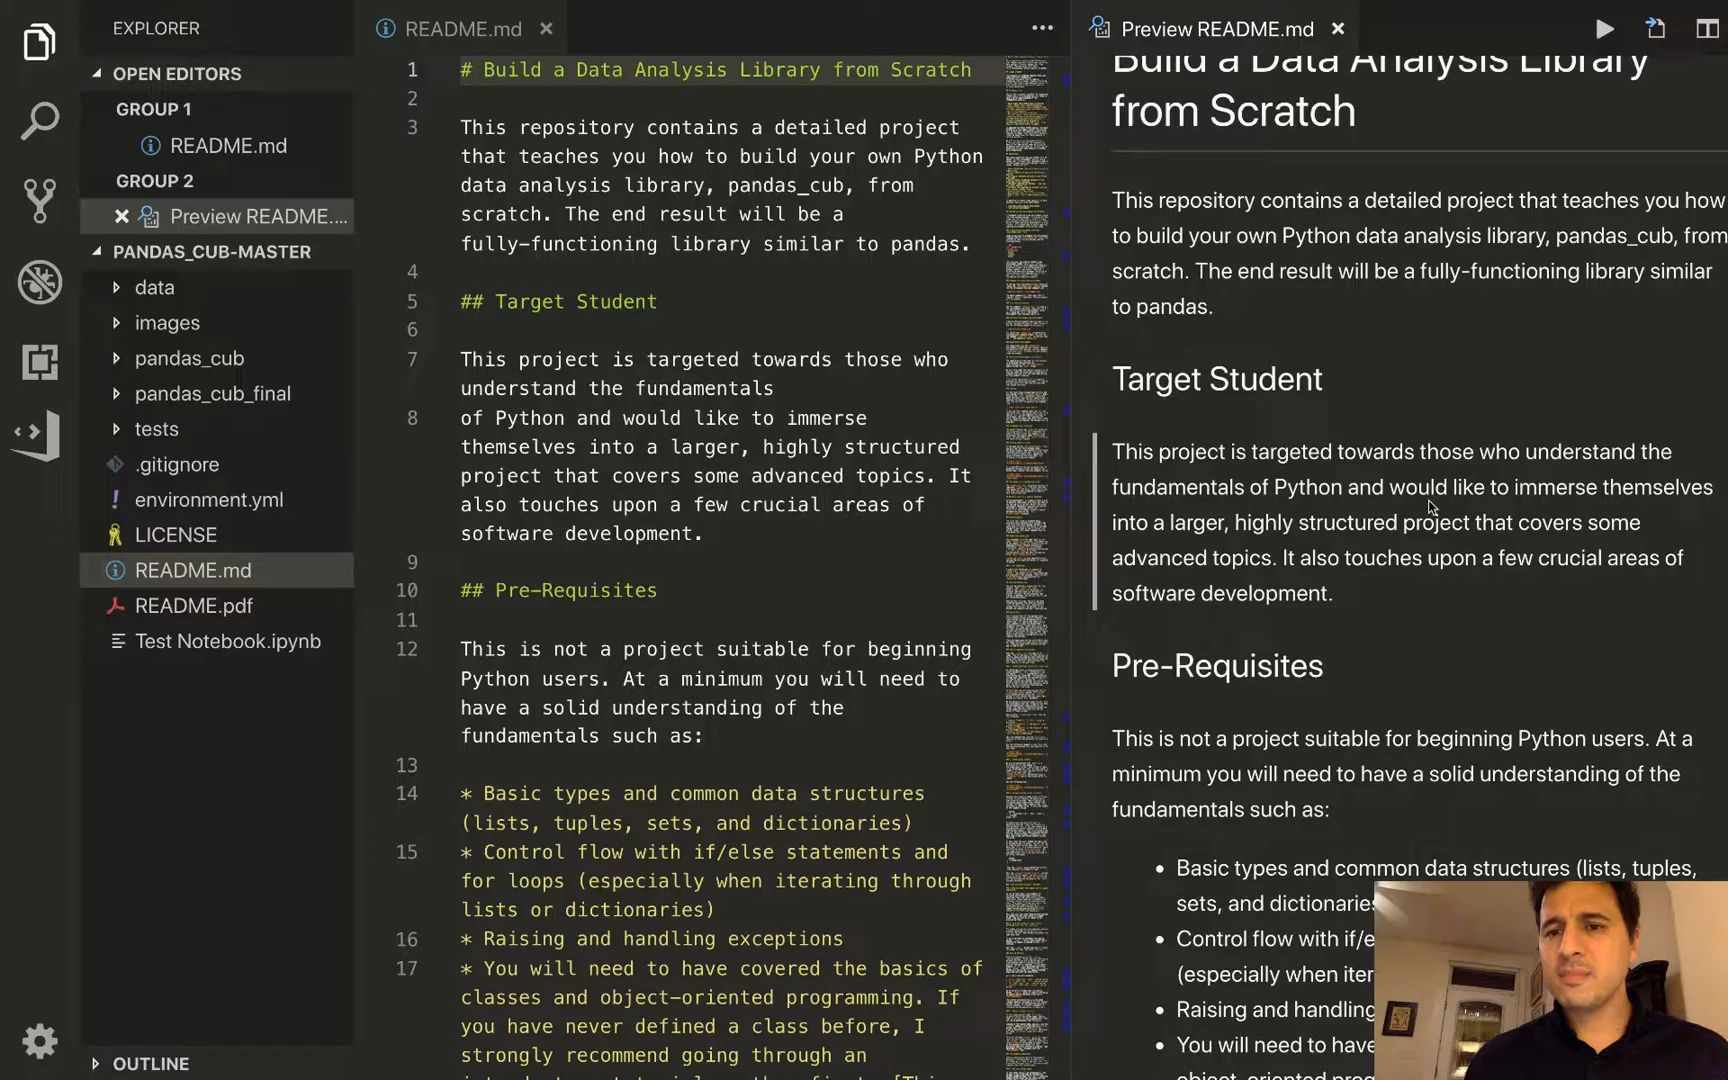 EXPLORER
OPEN EDITORS
GROUP 1
README.md
GROUP 2
Preview README....
PANDAS_CUB-MASTER
data
images
pandas_cub
pandas_cub_final
tests
.gitignore
environment.yml
LICENSE
README.md
README.pdf
Test Notebook.ipynb
OUTLINE
README.md
1 # Build a Data Analysis Library from Scratch
2
3 This repository contains a detailed project
that teaches you how to build your own Python
data analysis library, pandas_cub, from
scratch. The end result will be a
fully-functioning library similar to pandas.
4
5 ## Target Student
6
7 This project is targeted towards those who
understand the fundamentals
8 of Python and would like to immerse
themselves into a larger, highly structured
project that covers some advanced topics. It
also touches upon a few crucial areas of
software development.
9
10 ## Pre-Requisites
11
12 This is not a project suitable for beginning
Python users. At a minimum you will need to
have a solid understanding of the
fundamentals such as:
13
14 * Basic types and common data structures
(lists, tuples, sets, and dictionaries)
15 * Control flow with if/else statements and
for loops (especially when iterating through
lists or dictionaries)
16 * Raising and handling exceptions
17 * You will need to have covered the basics of
classes and object-oriented programming. If
you have never defined a class before, I
strongly recommend going through an
Preview README.md
Build a Data Analysis Library
from Scratch
This repository contains a detailed project that teaches you how
to build your own Python data analysis library, pandas_cub, from
scratch. The end result will be a fully-functioning library similar
to pandas.
Target Student
This project is targeted towards those who understand the
fundamentals of Python and would like to immerse themselves
into a larger, highly structured project that covers some
advanced topics. It also touches upon a few crucial areas of
software development.
Pre-Requisites
This is not a project suitable for beginning Python users. At a
minimum you will need to have a solid understanding of the
fundamentals such as:
• Basic types and common data structures (lists, tuples,
sets, and dictionaries
• Control flow with if/e
(especially when iter
• Raising and handling
• You will need to have